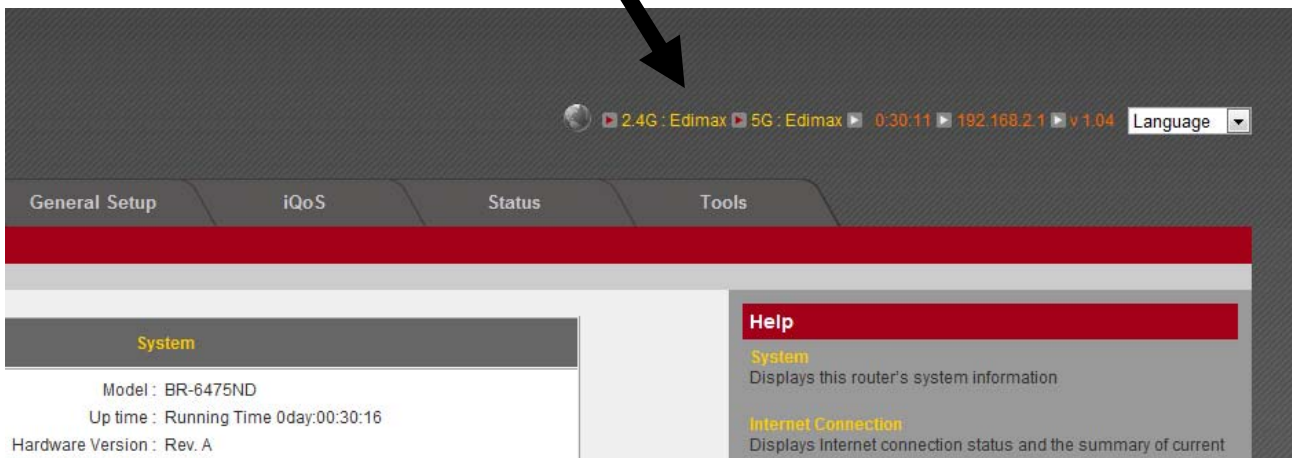 2.4G : Edimax 5G : Edimax 0:30:11 192.168.2.1 v 1.04 Language
General Setup iQoS Status Tools
System
Model : BR-6475ND
Up time : Running Time 0day:00:30:16
Hardware Version : Rev. A
Help
System
Displays this router's system information
Internet Connection
Displays Internet connection status and the summary of current